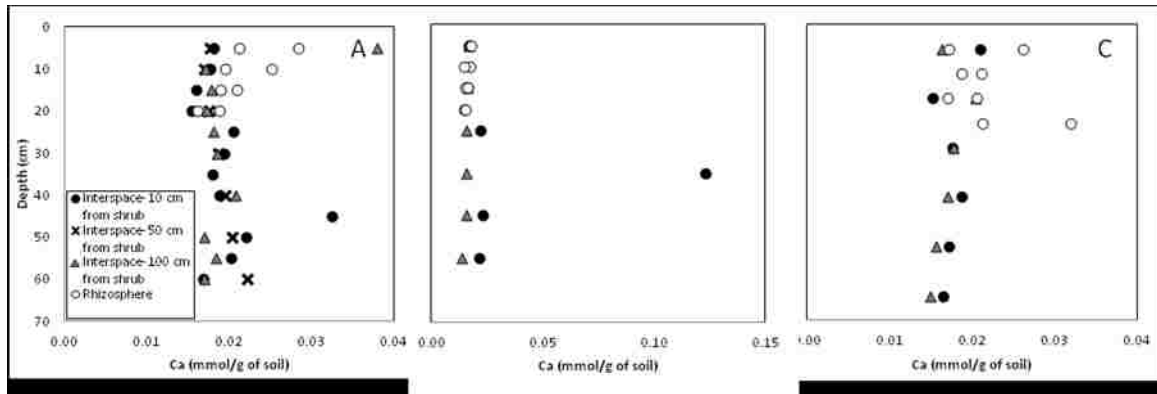 0
10
20
30
40
50
60
70
Depth (cm)
A
Interspace-10 cm
from shrub
Interspace-50 cm
from shrub
Interspace-100 cm
from shrub
Rhizosphere
0.00 0.01 0.02 0.03 0.04
Ca (mmol/g of soil)
0.00 0.05 0.10 0.15
Ca (mmol/g of soil)
C
0.00 0.01 0.02 0.03 0.04
Ca (mmol/g of soil)